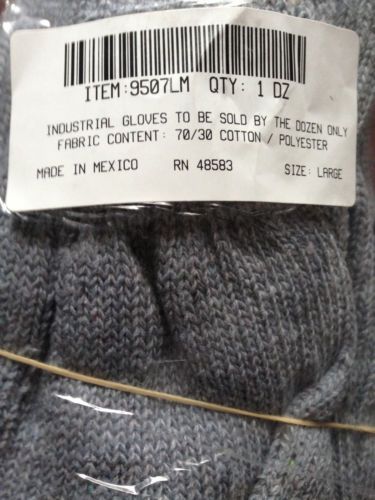 ITEM:9507LM QTY: 1 DZ
INDUSTRIAL GLOVES TO BE SOLD BY THE DOZEN ONLY
FABRIC CONTENT: 70/30 COTTON / POLYESTER
MADE IN MEXICO RN 48583 SIZE: LARGE